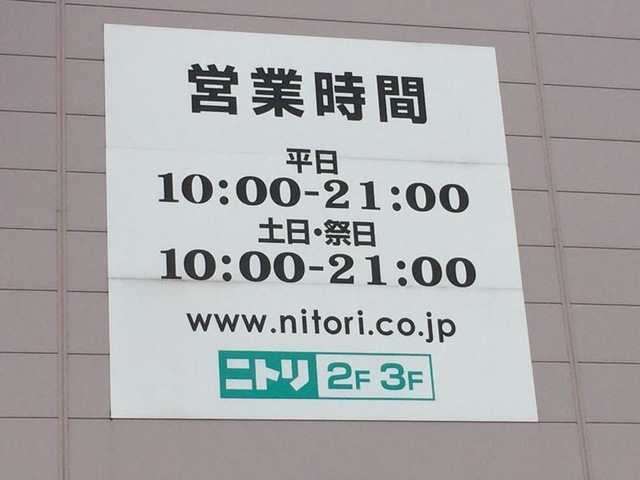 営業時間
平日
10:00-21:00
土日・祭日
10:00-21:00
www.nitori.co.jp
ニトリ 2F 3F